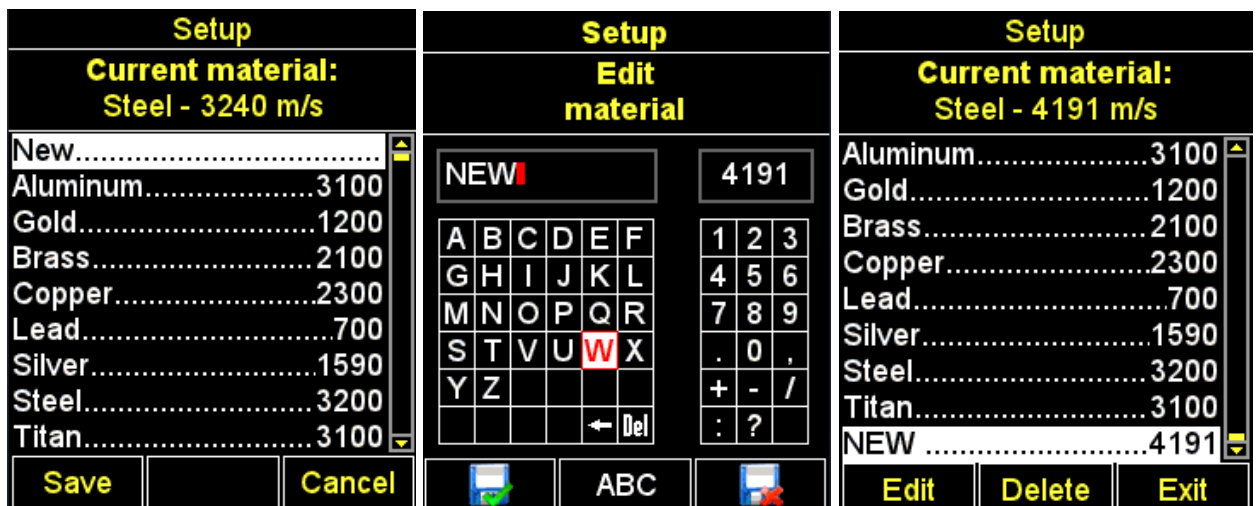 Setup
Current material:
Steel - 3240 m/s
New..................................
Aluminum..................3100
Gold.........................1200
Brass.......................2100
Copper.....................2300
Lead............................700
Silver........................1590
Steel........................3200
Titan........................3100
Save Cancel
Setup
Edit
material
NEW 4191
A B C D E F 1 2 3
G H I J K L 4 5 6
M N O P Q R 7 8 9
S T V U W X . 0 ,
Y Z + - /
← Del : ?
ABC
Setup
Current material:
Steel - 4191 m/s
Aluminum..................3100
Gold.........................1200
Brass.......................2100
Copper.....................2300
Lead............................700
Silver........................1590
Steel........................3200
Titan........................3100
NEW .......................4191
Edit Delete Exit